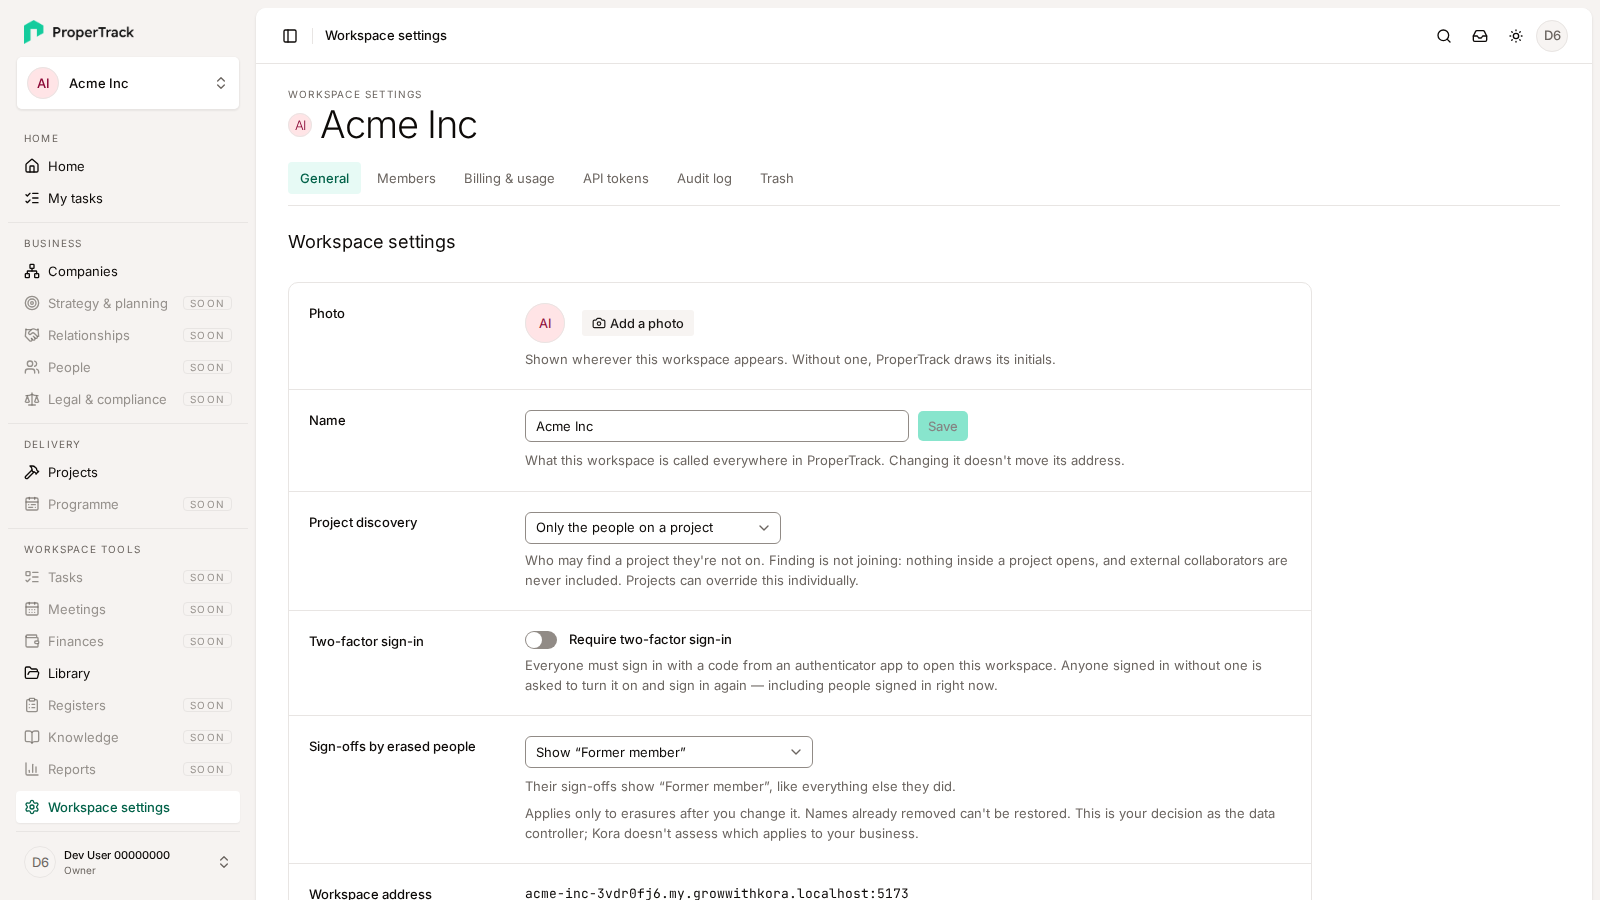 ProperTrack
AI Acme Inc
HOME
Home
My tasks
BUSINESS
Companies
Strategy & planning SOON
Relationships SOON
People SOON
Legal & compliance SOON
DELIVERY
Projects
Programme SOON
WORKSPACE TOOLS
Tasks SOON
Meetings SOON
Finances SOON
Library
Registers SOON
Knowledge SOON
Reports SOON
Workspace settings
D6 Dev User 00000000
Owner
Workspace settings
D6
WORKSPACE SETTINGS
AI Acme Inc
General Members Billing & usage API tokens Audit log Trash
Workspace settings
Photo
AI Add a photo
Shown wherever this workspace appears. Without one, ProperTrack draws its initials.
Name
Acme Inc Save
What this workspace is called everywhere in ProperTrack. Changing it doesn't move its address.
Project discovery
Only the people on a project
Who may find a project they're not on. Finding is not joining: nothing inside a project opens, and external collaborators are
never included. Projects can override this individually.
Two-factor sign-in
Require two-factor sign-in
Everyone must sign in with a code from an authenticator app to open this workspace. Anyone signed in without one is
asked to turn it on and sign in again — including people signed in right now.
Sign-offs by erased people
Show “Former member”
Their sign-offs show “Former member”, like everything else they did.
Applies only to erasures after you change it. Names already removed can't be restored. This is your decision as the data
controller; Kora doesn't assess which applies to your business.
Workspace address
acme-inc-3vdr0fj6.my.growwithkora.localhost:5173